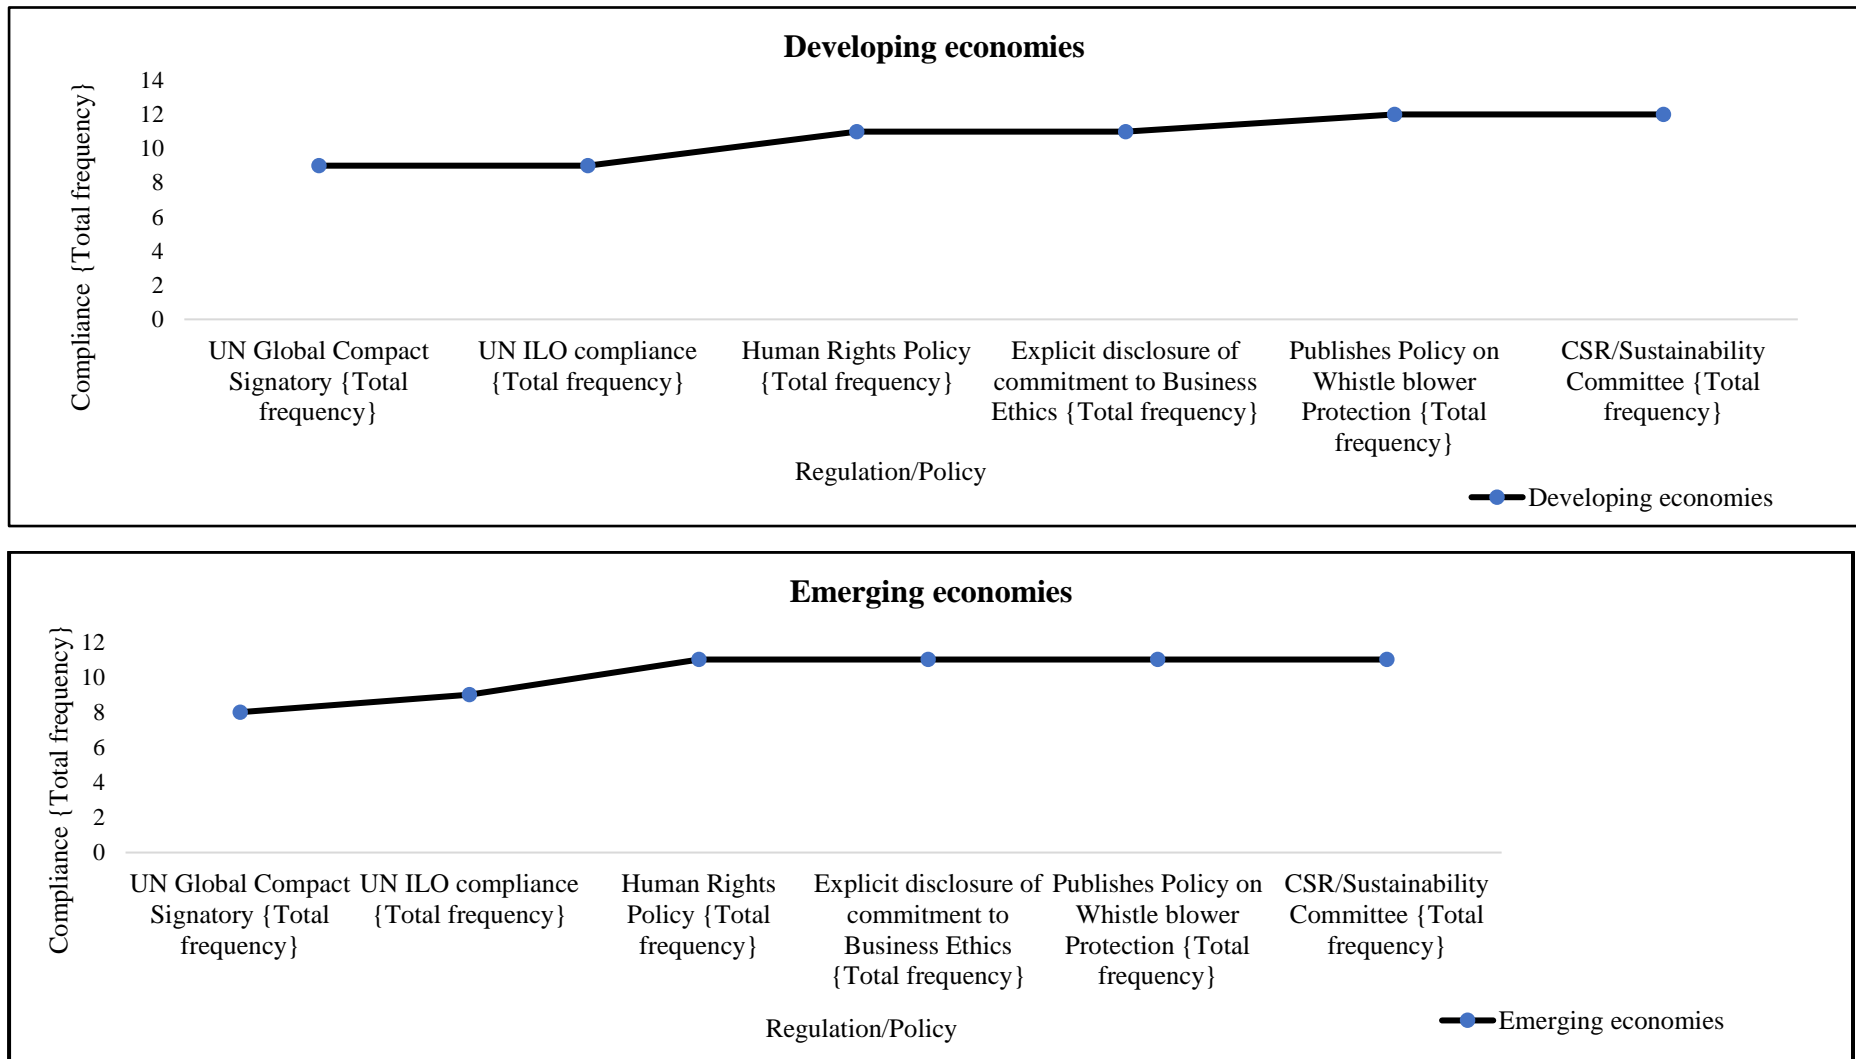 Developing economies
Compliance {Total frequency}
14
12
10
8
6
4
2
0
UN Global Compact
Signatory {Total
frequency}
UN ILO compliance
{Total frequency}
Human Rights Policy
{Total frequency}
Explicit disclosure of
commitment to Business
Ethics {Total frequency}
Publishes Policy on
Whistle blower
Protection {Total
frequency}
CSR/Sustainability
Committee {Total
frequency}
Regulation/Policy
Developing economies
Emerging economies
Compliance {Total frequency}
12
10
8
6
4
2
0
UN Global Compact
Signatory {Total
frequency}
UN ILO compliance
{Total frequency}
Human Rights
Policy {Total
frequency}
Explicit disclosure of
commitment to
Business Ethics
{Total frequency}
Publishes Policy on
Whistle blower
Protection {Total
frequency}
CSR/Sustainability
Committee {Total
frequency}
Regulation/Policy
Emerging economies